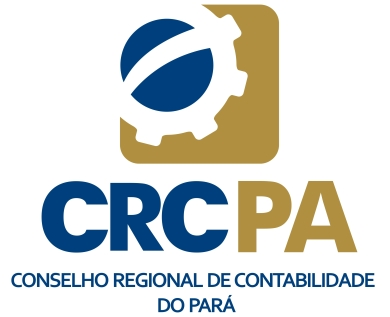 CRCPA
CONSELHO REGIONAL DE CONTABILIDADE
DO PARÁ